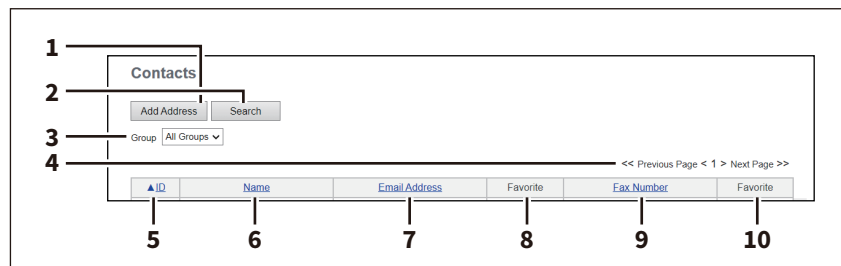 1
Contacts
2
Add Address Search
3 Group All Groups
4 << Previous Page < 1 > Next Page >>
▲ID Name Email Address Favorite Fax Number Favorite
5 6 7 8 9 10